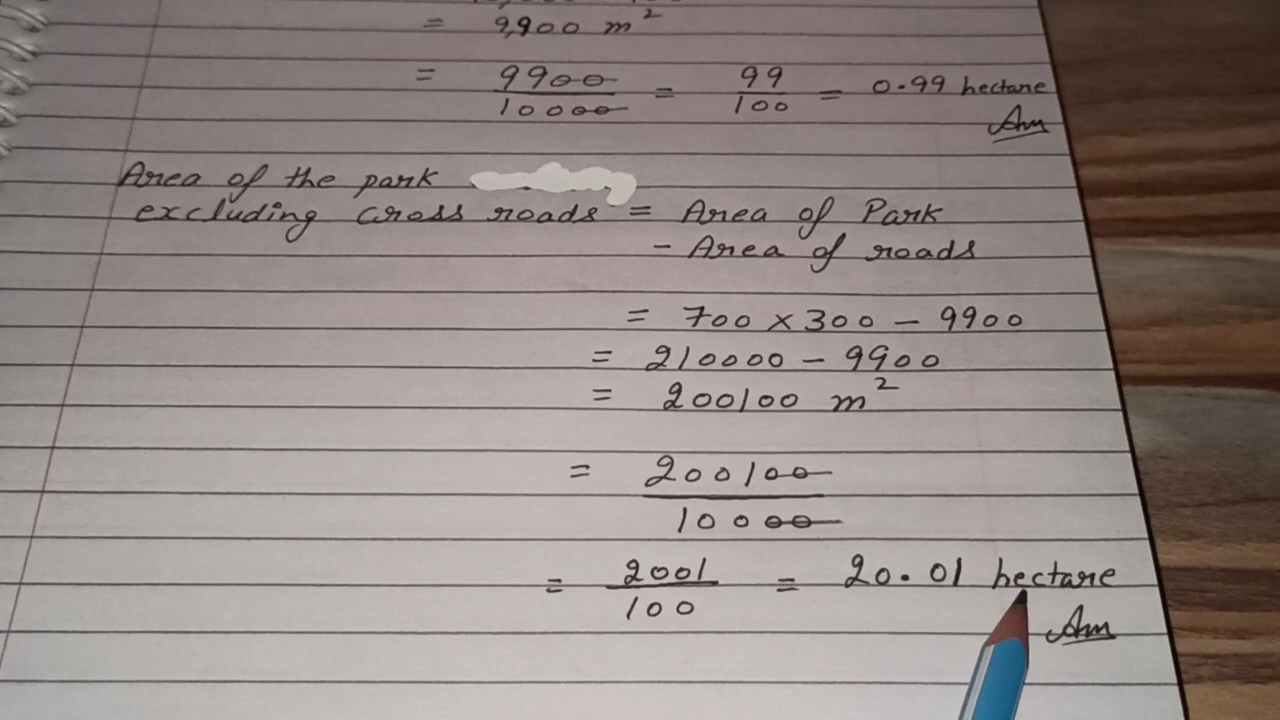 = 9,900 m²
= 9900/10000 = 99/100 = 0.99 hectare
Ans
Area of the park
excluding cross roads = Area of Park
- Area of roads
= 700 × 300 - 9900
= 210000 - 9900
= 200100 m²
= 200100/10000
= 2001/100 = 20.01 hectare
Ans